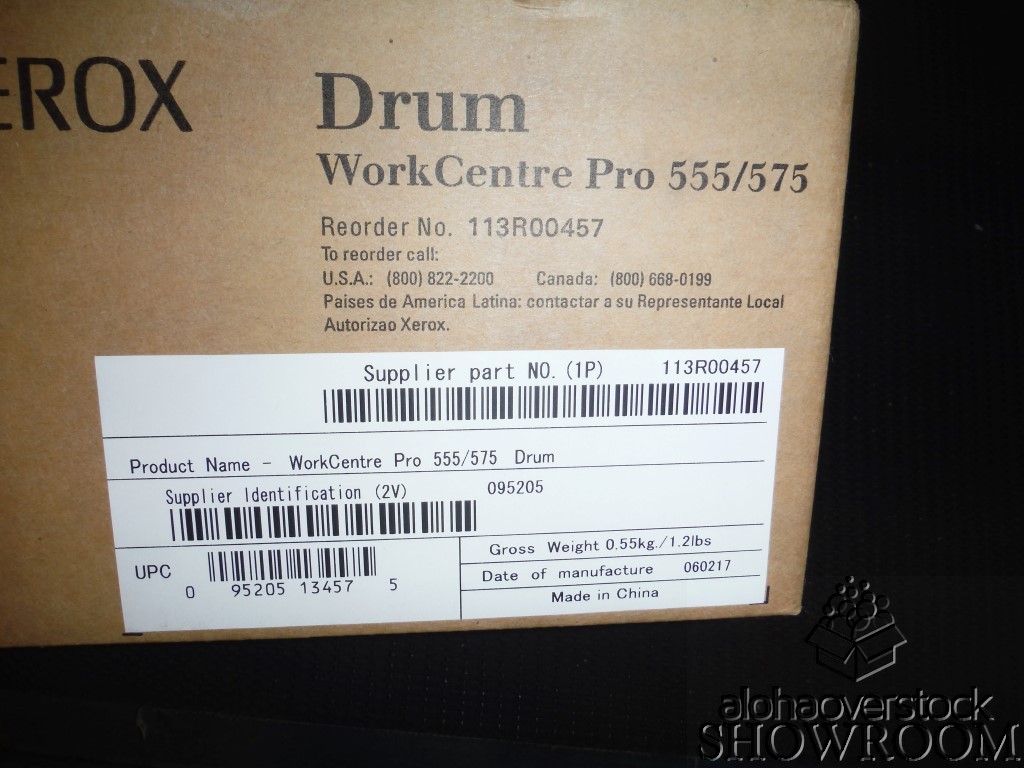 EROX
Drum
WorkCentre Pro 555/575
Reorder No. 113R00457
To reorder call:
U.S.A.: (800) 822-2200 Canada: (800) 668-0199
Paises de America Latina: contactar a su Representante Local
Autorizao Xerox.
Supplier part NO. (1P) 113R00457
Product Name - WorkCentre Pro 555/575 Drum
Supplier Identification (2V) 095205
UPC
0 95205 13457 5
Gross Weight 0.55kg./1.2lbs
Date of manufacture 060217
Made in China
alohaoverstock
SHOWROOM